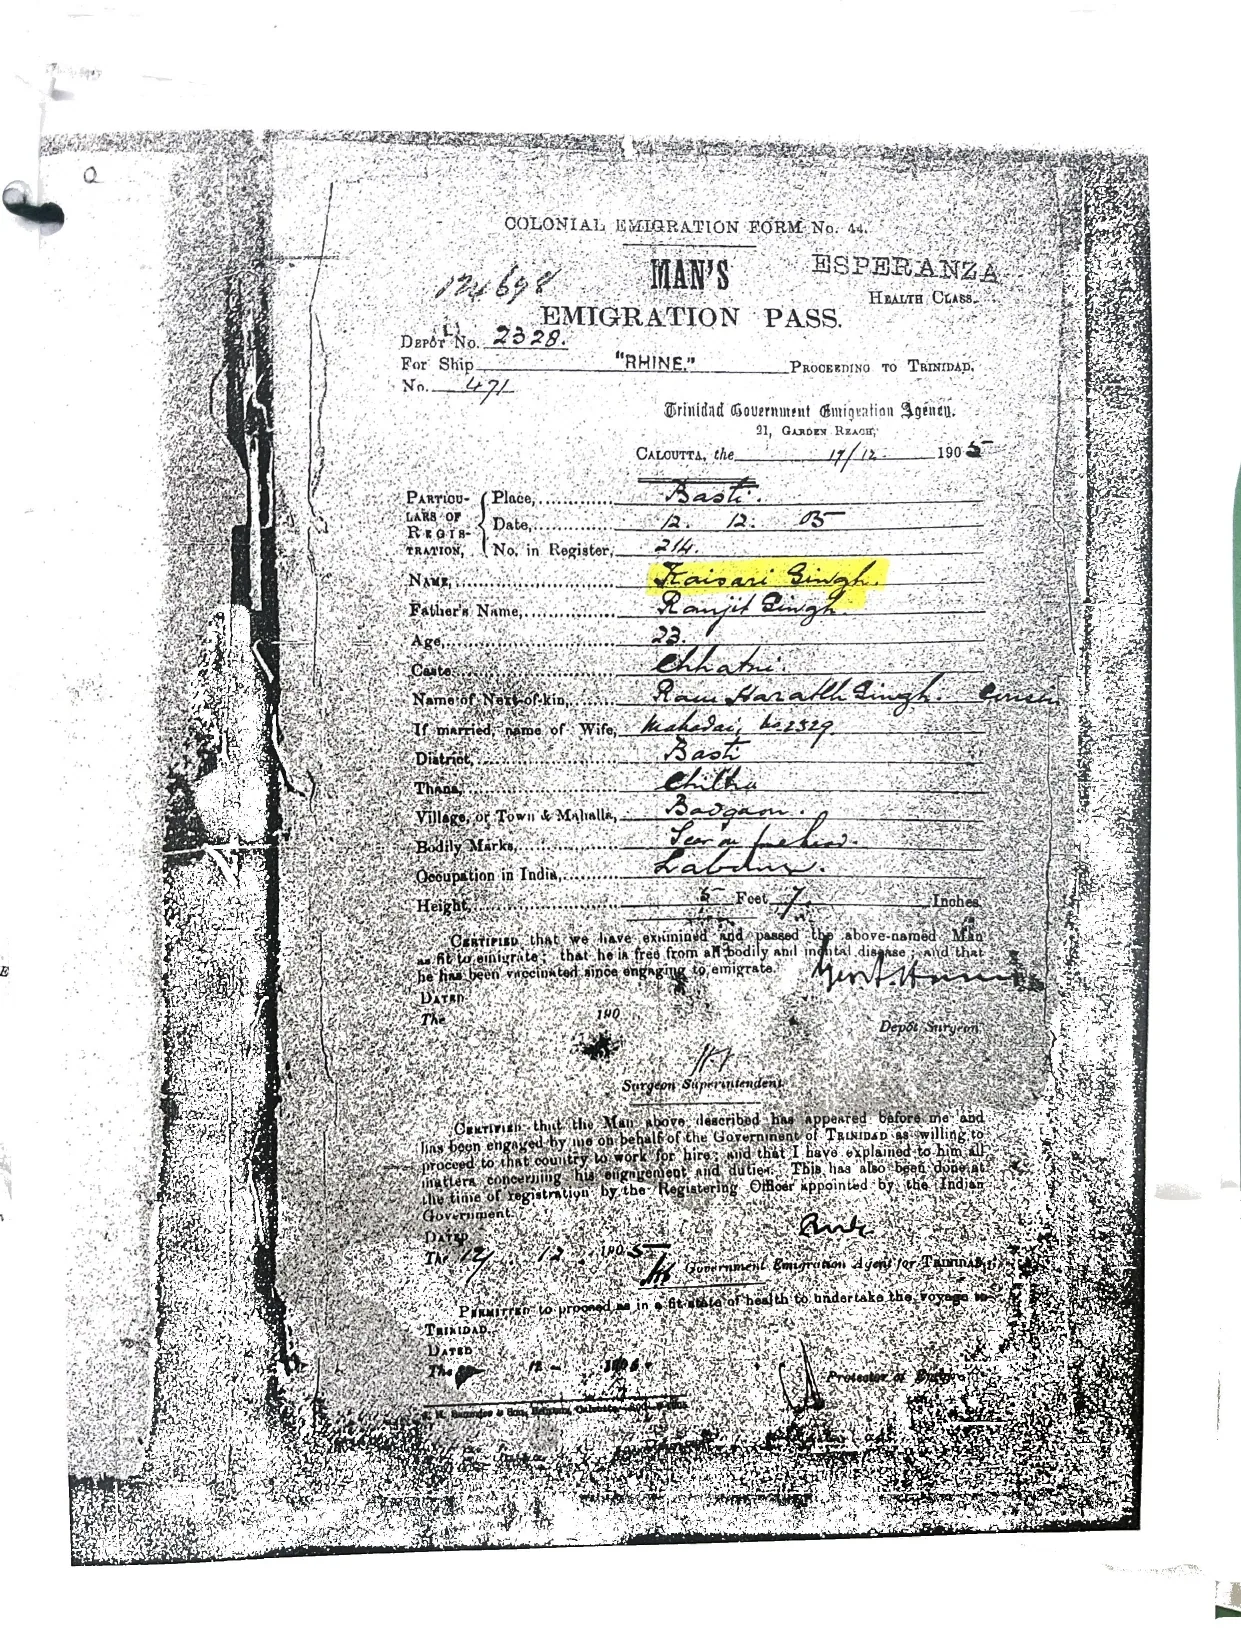 COLONIAL EMIGRATION FORM No. 44.
124698
MAN'S
ESPERANZA
HEALTH CLASS.
EMIGRATION PASS.
DEPÔT No. 2328.
For Ship "RHINE." PROCEEDING TO TRINIDAD.
No. 471
Trinidad Government Emigration Agency.
21, GARDEN REACH,
CALCUTTA, the 17/12 1905
PARTICULARS OF REGISTRATION,
Place, Basti.
Date, 12. 12. 05
No. in Register, 214.
NAME, Kaisari Singh.
Father's Name, Ranjit Singh
Age, 23.
Caste, Chhatri.
Name of Next-of-kin, Ram Harakh Singh. Cousin
If married, name of Wife, Mahadai, No. 2329.
District, Basti
Thana, Chilhia
Village, or Town & Mahalla, Badgaon.
Bodily Marks, Scar on forehead
Occupation in India, Labour.
Height, 5 Feet 7. Inches.
CERTIFIED that we have examined and passed the above-named Man
as fit to emigrate; that he is free from all bodily and mental disease; and that
he has been vaccinated since engaging to emigrate.
DATED
The 190
Depôt Surgeon
Surgeon Superintendent
CERTIFIED that the Man above described has appeared before me and
has been engaged by me on behalf of the Government of TRINIDAD as willing to
proceed to that country to work for hire; and that I have explained to him all
matters concerning his engagement and duties. This has also been done at
the time of registration by the Registering Officer appointed by the Indian
Government.
DATED
The 17. 12. 1905
Government Emigration Agent for TRINIDAD.
PERMITTED to proceed as in a fit state of health to undertake the voyage to
TRINIDAD.
DATED
The 12
Protector of